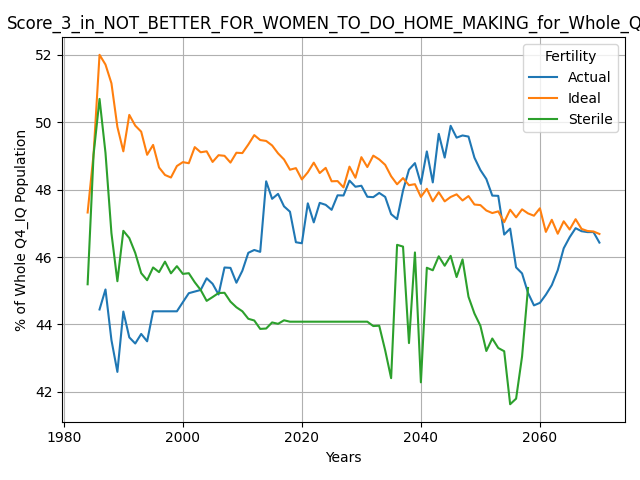 Score_3_in_NOT_BETTER_FOR_WOMEN_TO_DO_HOME_MAKING_for_Whole_Q
Fertility
Actual
Ideal
Sterile
% of Whole Q4_IQ Population
52
50
48
46
44
42
1980
2000
2020
2040
2060
Years